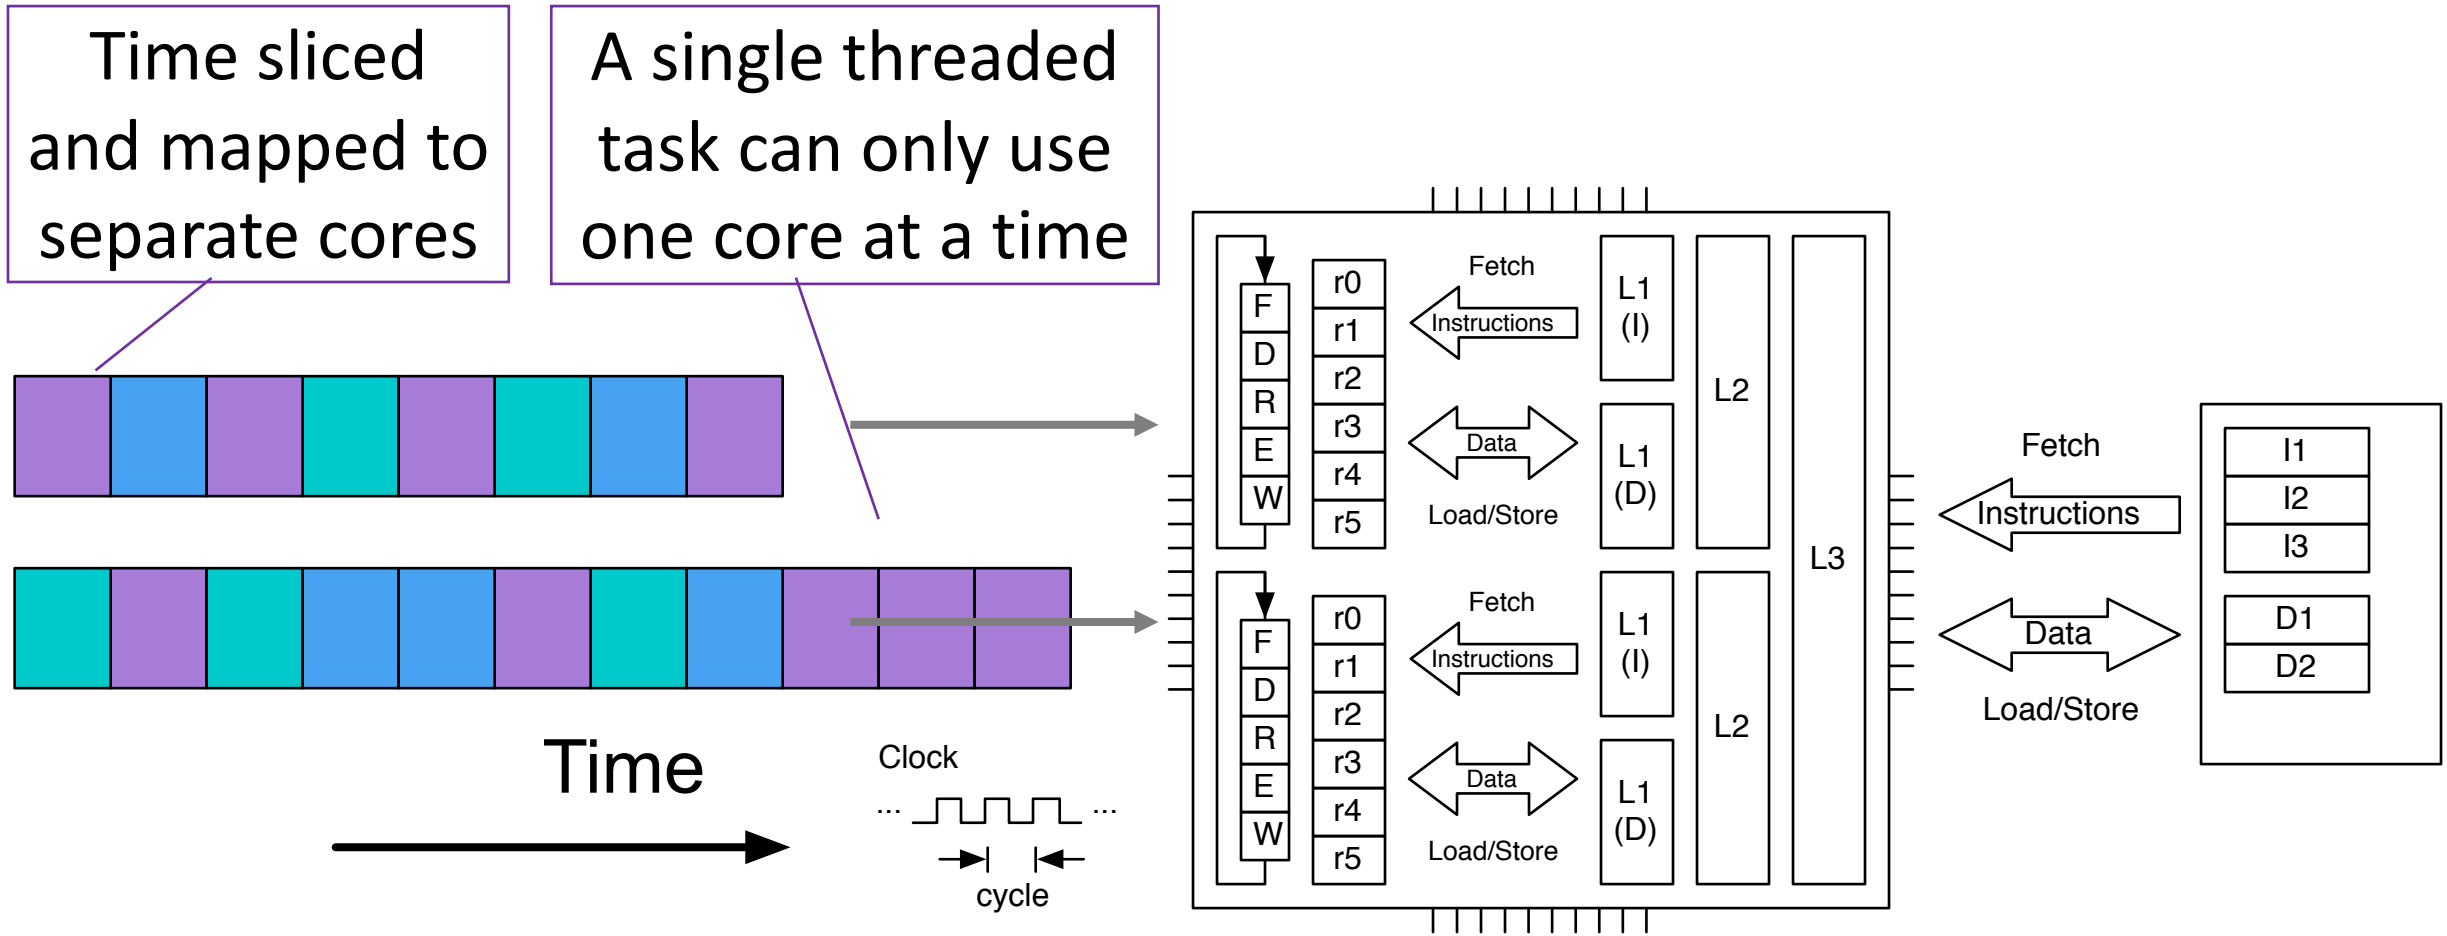 Time sliced
and mapped to
separate cores
A single threaded
task can only use
one core at a time
Time
Clock
... ...
cycle
F
D
R
E
W
r0
r1
r2
r3
r4
r5
Fetch
Instructions
Data
Load/Store
L1
(I)
L1
(D)
L2
F
D
R
E
W
r0
r1
r2
r3
r4
r5
Fetch
Instructions
Data
Load/Store
L1
(I)
L1
(D)
L2
L3
Fetch
Instructions
Data
Load/Store
I1
I2
I3
D1
D2